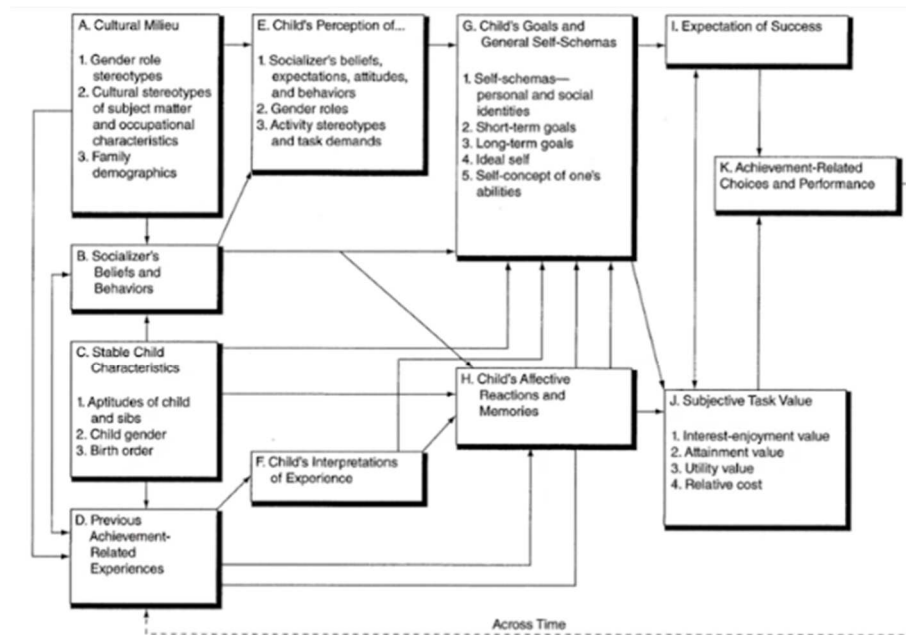 A. Cultural Milieu
1. Gender role
stereotypes
2. Cultural stereotypes
of subject matter
and occupational
characteristics
3. Family
demographics
B. Socializer's
Beliefs and
Behaviors
C. Stable Child
Characteristics
1. Aptitudes of child
and sibs
2. Child gender
3. Birth order
D. Previous
Achievement-
Related
Experiences
E. Child's Perception of...
1. Socializer's beliefs,
expectations, attitudes,
and behaviors
2. Gender roles
3. Activity stereotypes
and task demands
F. Child's Interpretations
of Experience
G. Child's Goals and
General Self-Schemas
1. Self-schemas—
personal and social
identities
2. Short-term goals
3. Long-term goals
4. Ideal self
5. Self-concept of one's
abilities
H. Child's Affective
Reactions and
Memories
I. Expectation of Success
J. Subjective Task Value
1. Interest-enjoyment value
2. Attainment value
3. Utility value
4. Relative cost
K. Achievement-Related
Choices and Performance
Across Time